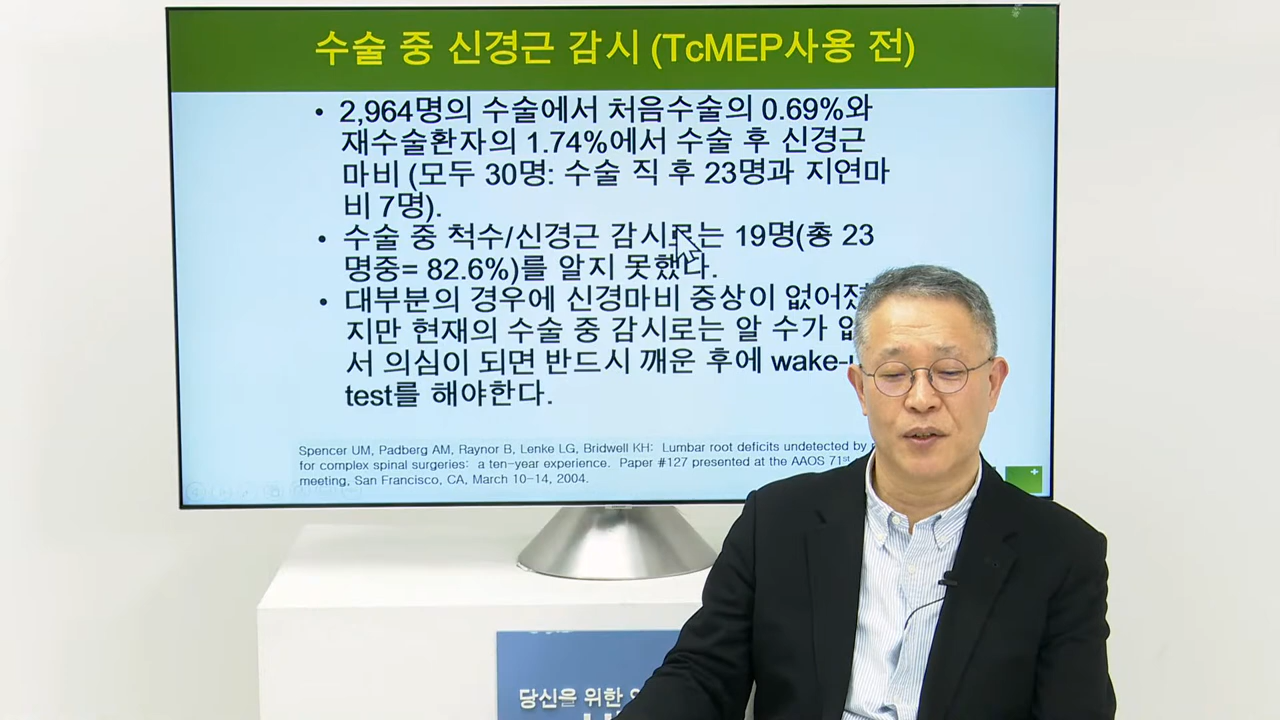 수술 중 신경근 감시 (TcMEP사용 전)
• 2,964명의 수술에서 처음수술의 0.69%와
재수술환자의 1.74%에서 수술 후 신경근
마비 (모두 30명: 수술 직 후 23명과 지연마
비 7명).
• 수술 중 척수/신경근 감시로는 19명(총 23
명중= 82.6%)를 알지 못했다.
• 대부분의 경우에 신경마비 증상이 없어졌
지만 현재의 수술 중 감시로는 알 수가
서 의심이 되면 반드시 깨운 후에 wake-
test를 해야한다.
Spencer UM, Padberg AM, Raynor B, Lenke LG, Bridwell KH: Lumbar root deficits undetected by
for complex spinal surgeries: a ten-year experience. Paper #127 presented at the AAOS 71st
meeting, San Francisco, CA, March 10-14, 2004.
당신을 위한